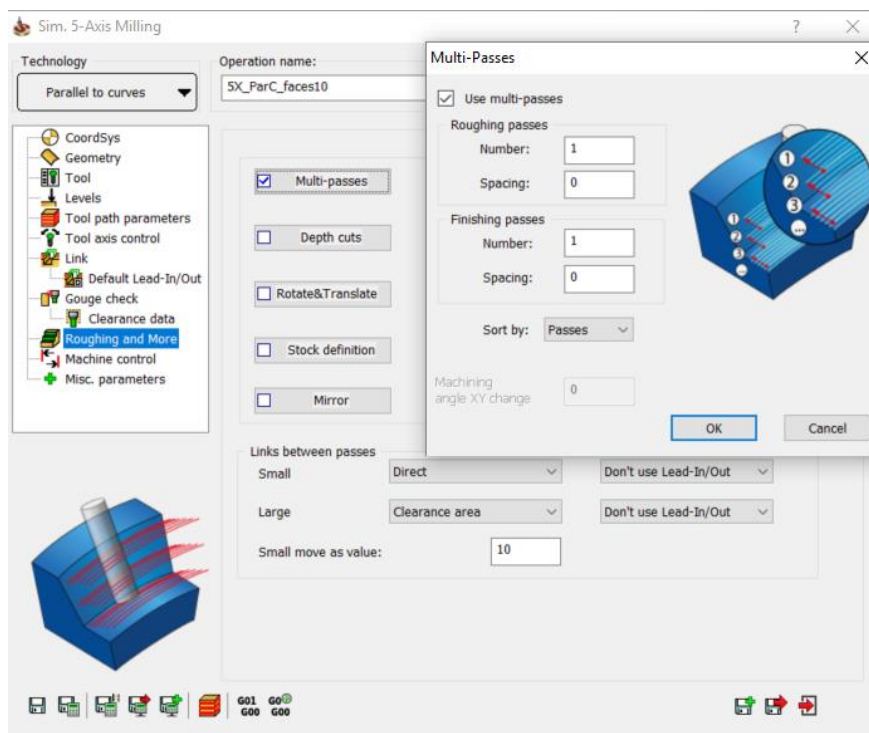 Sim. 5-Axis Milling
?
Technology
Parallel to curves
Operation name:
5X_ParC_faces10
CoordSys
Geometry
Tool
Levels
Tool path parameters
Tool axis control
Link
Default Lead-In/Out
Gouge check
Clearance data
Roughing and More
Machine control
Misc. parameters
Multi-passes
Depth cuts
Rotate&Translate
Stock definition
Mirror
Links between passes
Small Direct Don't use Lead-In/Out
Large Clearance area Don't use Lead-In/Out
Small move as value: 10
Multi-Passes
Use multi-passes
Roughing passes
Number: 1
Spacing: 0
Finishing passes
Number: 1
Spacing: 0
Sort by: Passes
Machining
angle XY change 0
OK Cancel
1
2
3
...
1
2
3
...
G01 G0
G00 G00